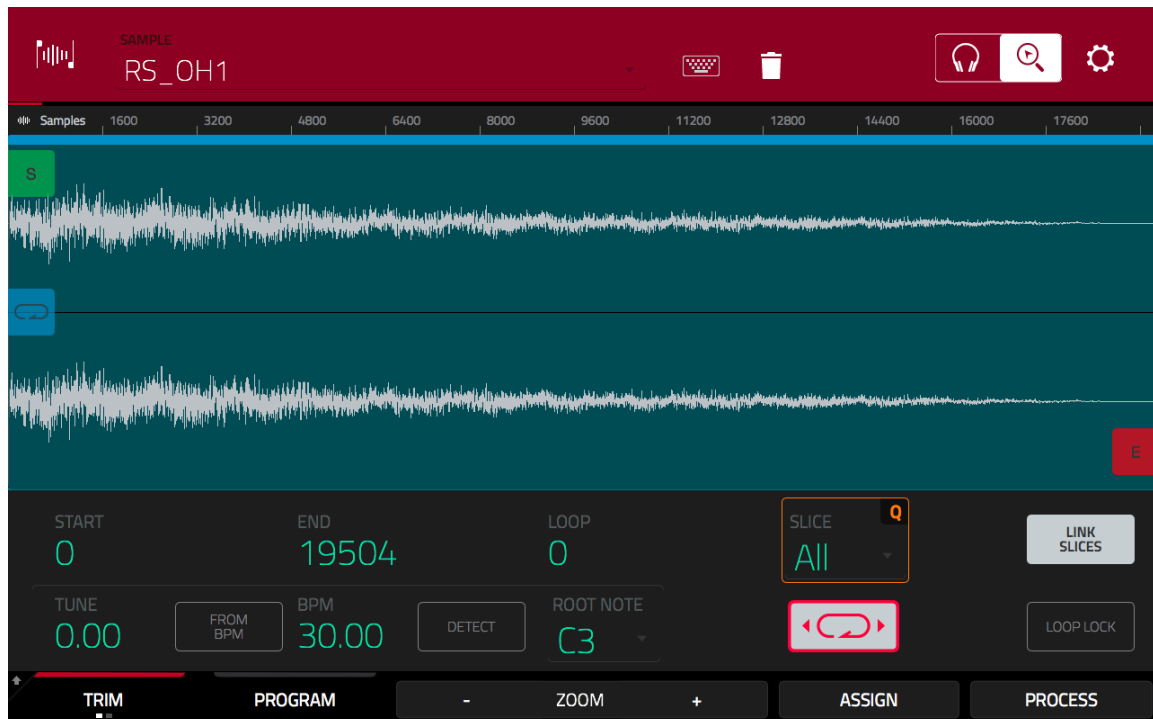 SAMPLE
RS_OH1
Samples 1600 3200 4800 6400 8000 9600 11200 12800 14400 16000 17600
S
E
START END LOOP SLICE Q
0 19504 0 All
LINK
SLICES
TUNE BPM ROOT NOTE
0.00 FROM
BPM 30.00 DETECT C3 LOOP LOCK
TRIM PROGRAM - ZOOM + ASSIGN PROCESS